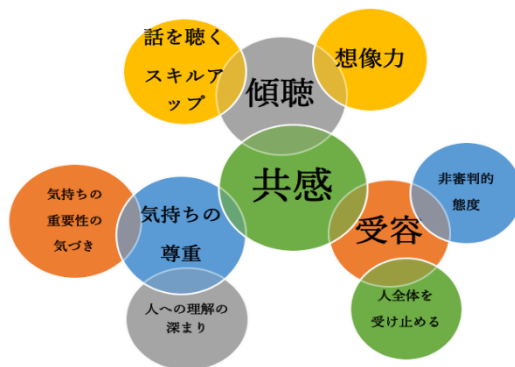 話を聴く
スキルア
ップ
傾聴
想像力
共感
気持ちの
重要性の
気づき
気持ちの
尊重
人への理解の
深まり
受容
非審判的
態度
人全体を
受け止める